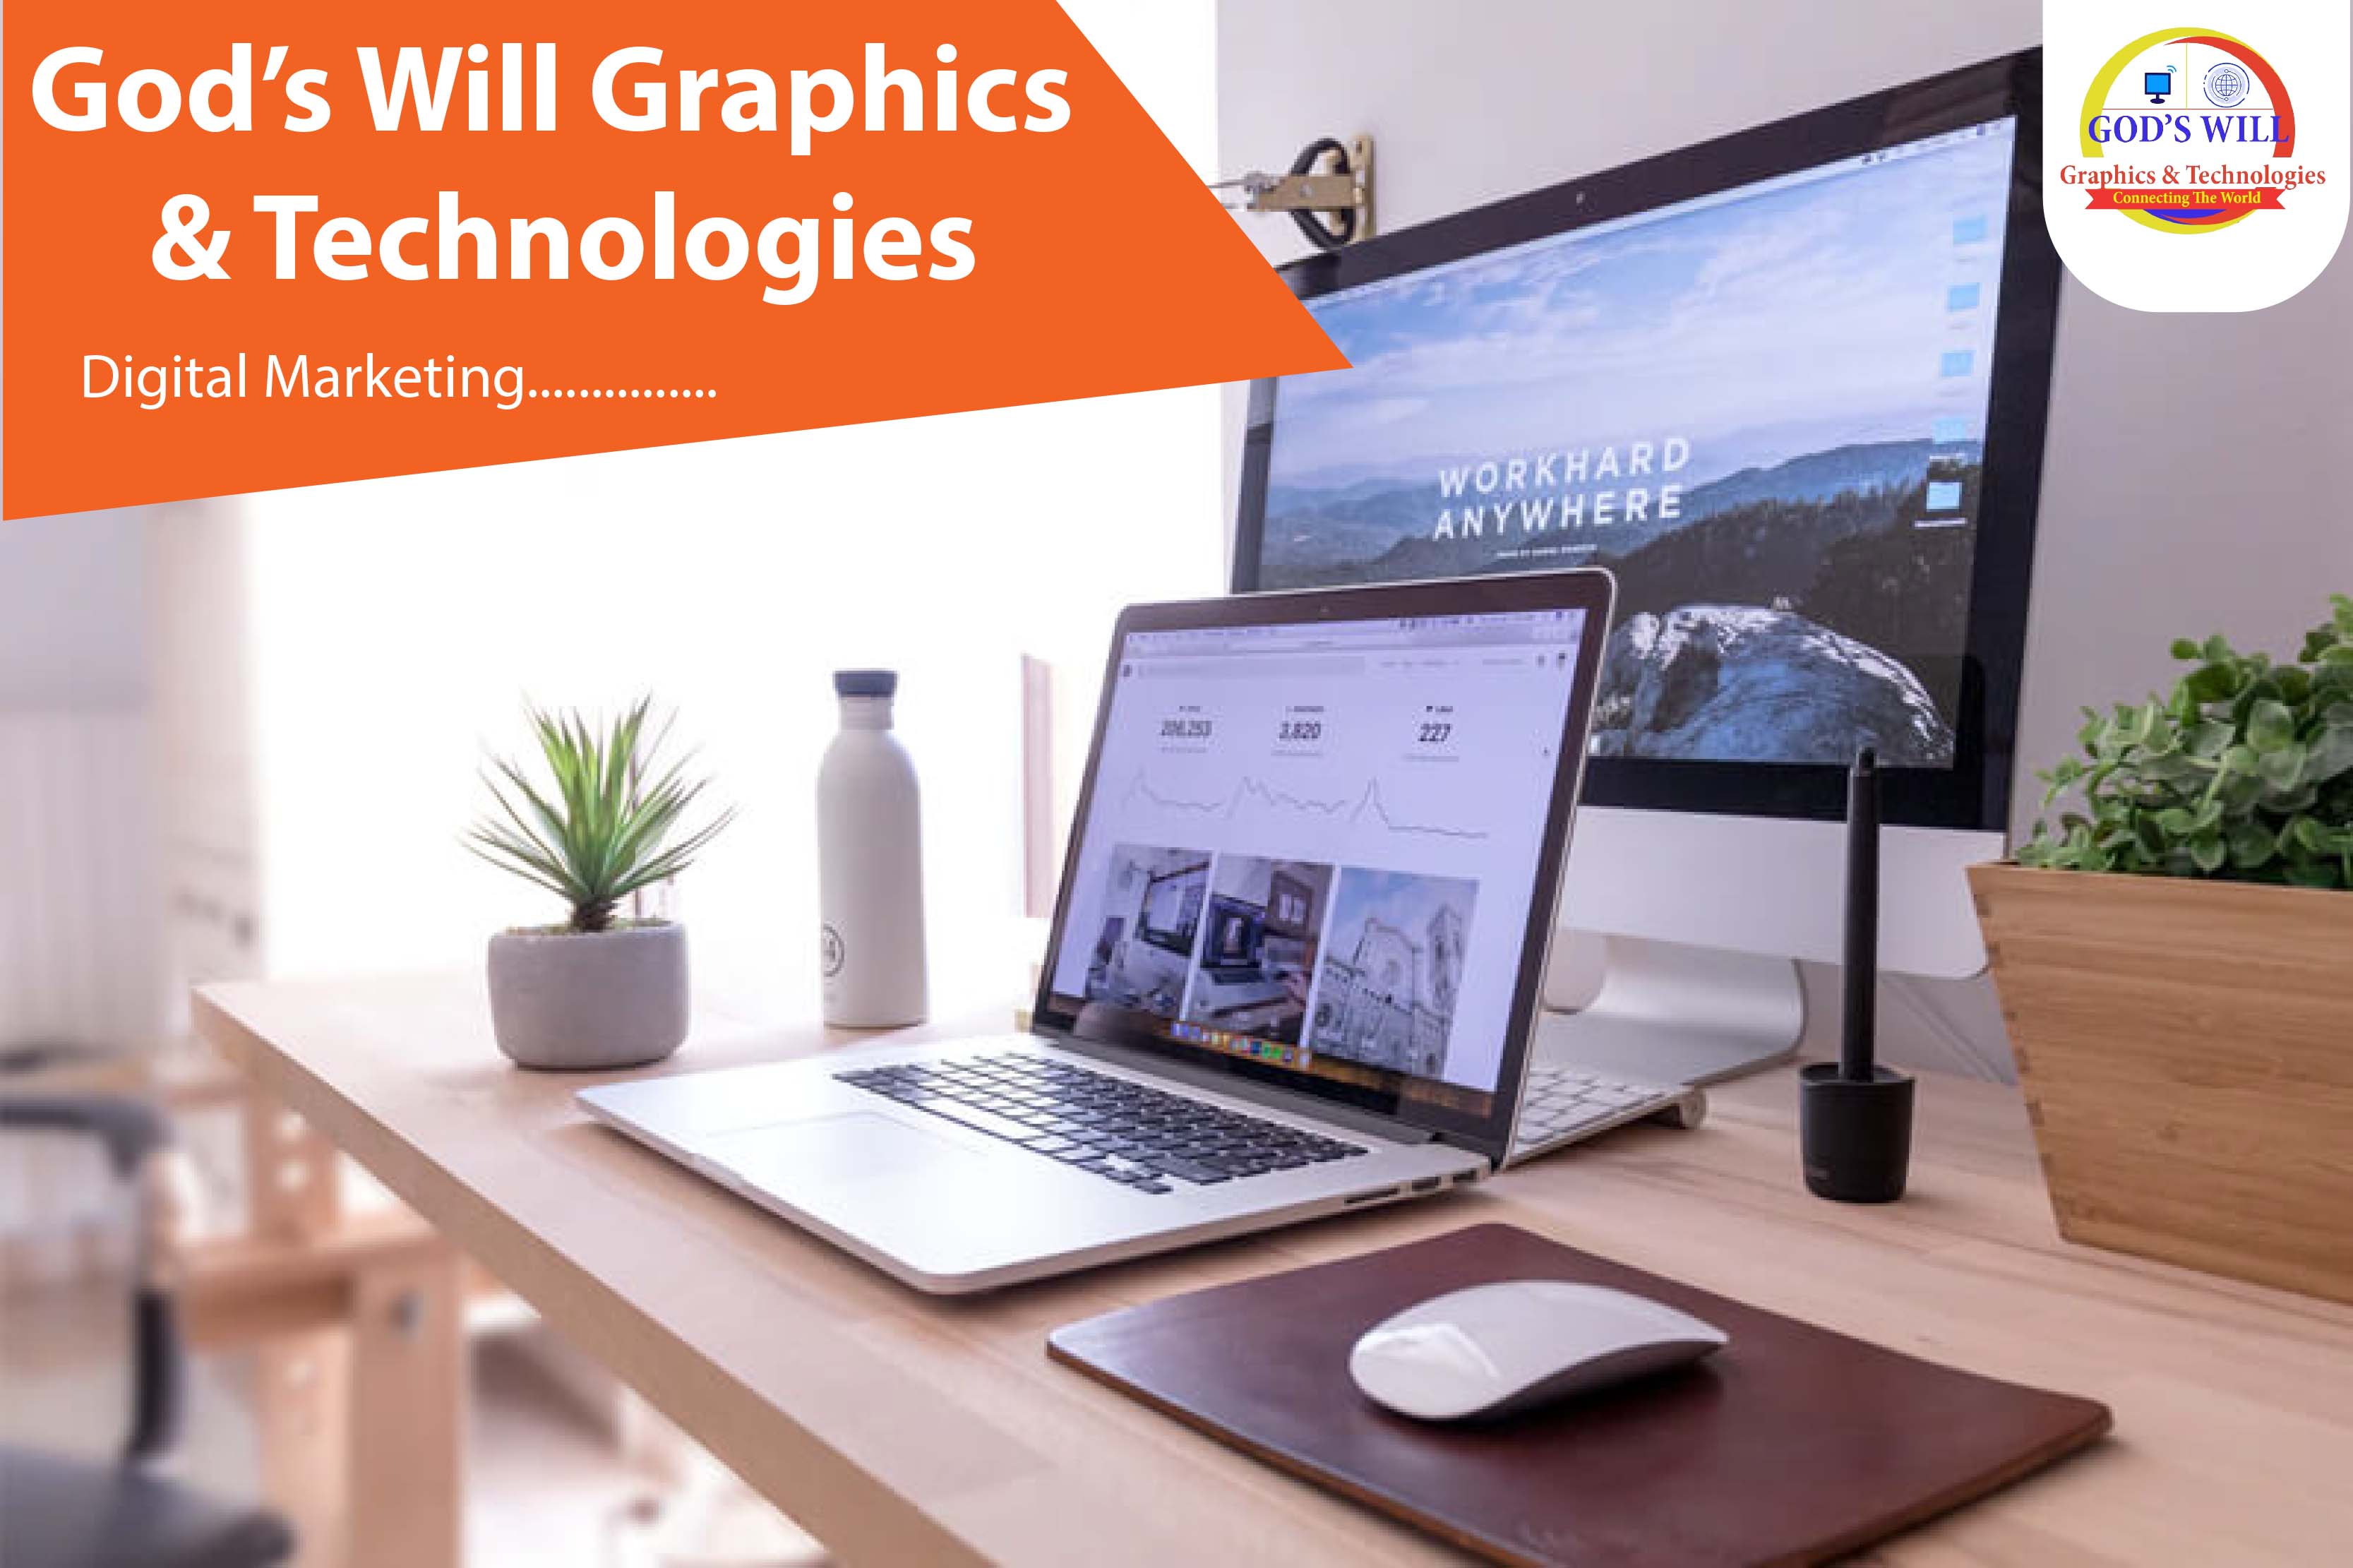 God’s Will Graphics
& Technologies
Digital Marketing...............
GOD’S WILL
Graphics & Technologies
Connecting The World
WORKHARD
ANYWHERE
206,253
3,820
227